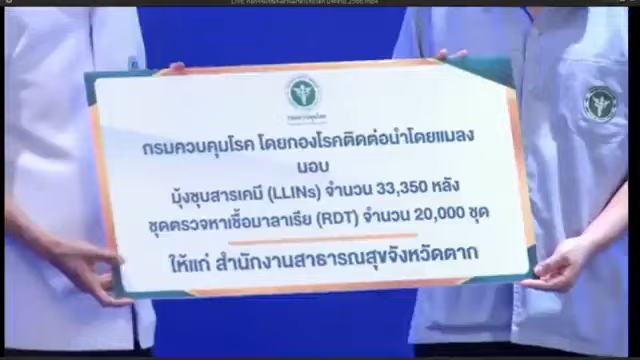 กรมควบคุมโรค โดยกองโรคติดต่อนำโดยแมลง
มอบ
มุ้งชุบสารเคมี (LLINs) จำนวน 33,350 หลัง
ชุดตรวจหาเชื้อมาลาเรีย (RDT) จำนวน 20,000 ชุด
ให้แก่ สำนักงานสาธารณสุขจังหวัดตาก